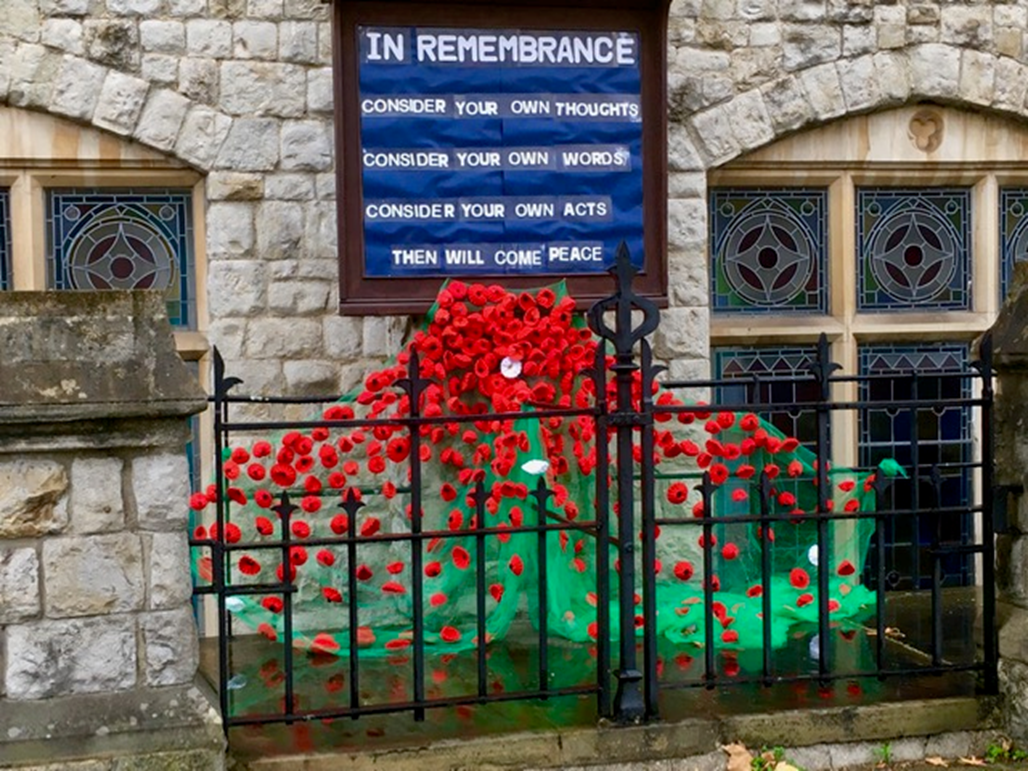 IN REMEMBRANCE
CONSIDER YOUR OWN THOUGHTS
CONSIDER YOUR OWN WORDS
CONSIDER YOUR OWN ACTS
THEN WILL COME PEACE